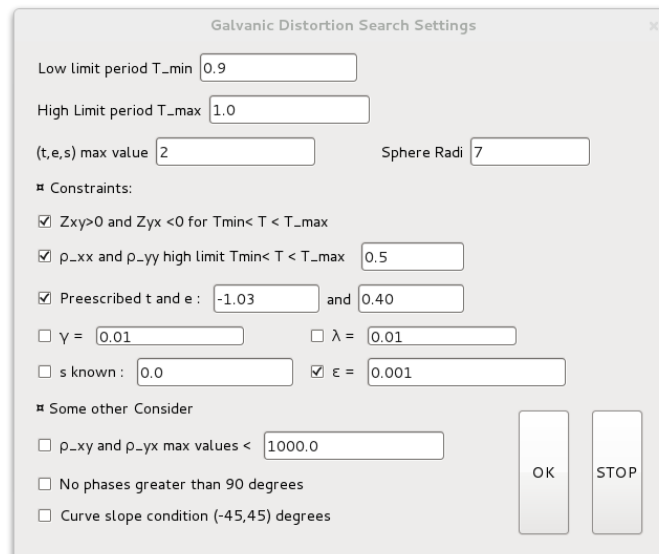 Galvanic Distortion Search Settings ×
Low limit period T_min 0.9
High Limit period T_max 1.0
(t,e,s) max value 2 Sphere Radi 7
¤ Constraints:
Zxy>0 and Zyx <0 for Tmin< T < T_max
ρ_xx and ρ_yy high limit Tmin< T < T_max 0.5
Preescribed t and e : -1.03 and 0.40
γ = 0.01 λ = 0.01
s known : 0.0 ε = 0.001
¤ Some other Consider
ρ_xy and ρ_yx max values < 1000.0
No phases greater than 90 degrees
Curve slope condition (-45,45) degrees
OK STOP